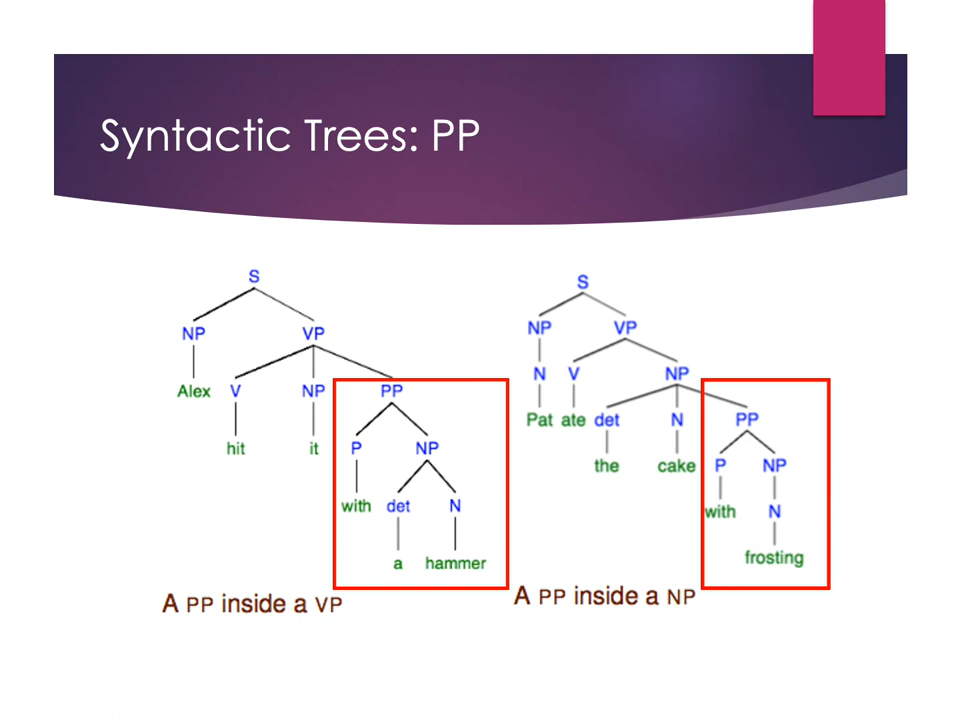 Syntactic Trees: PP
S
NP VP
Alex V NP PP
hit it P NP
with det N
a hammer
A PP inside a VP
S
NP VP
N V NP
Pat ate det N PP
the cake P NP
with N
frosting
A PP inside a NP